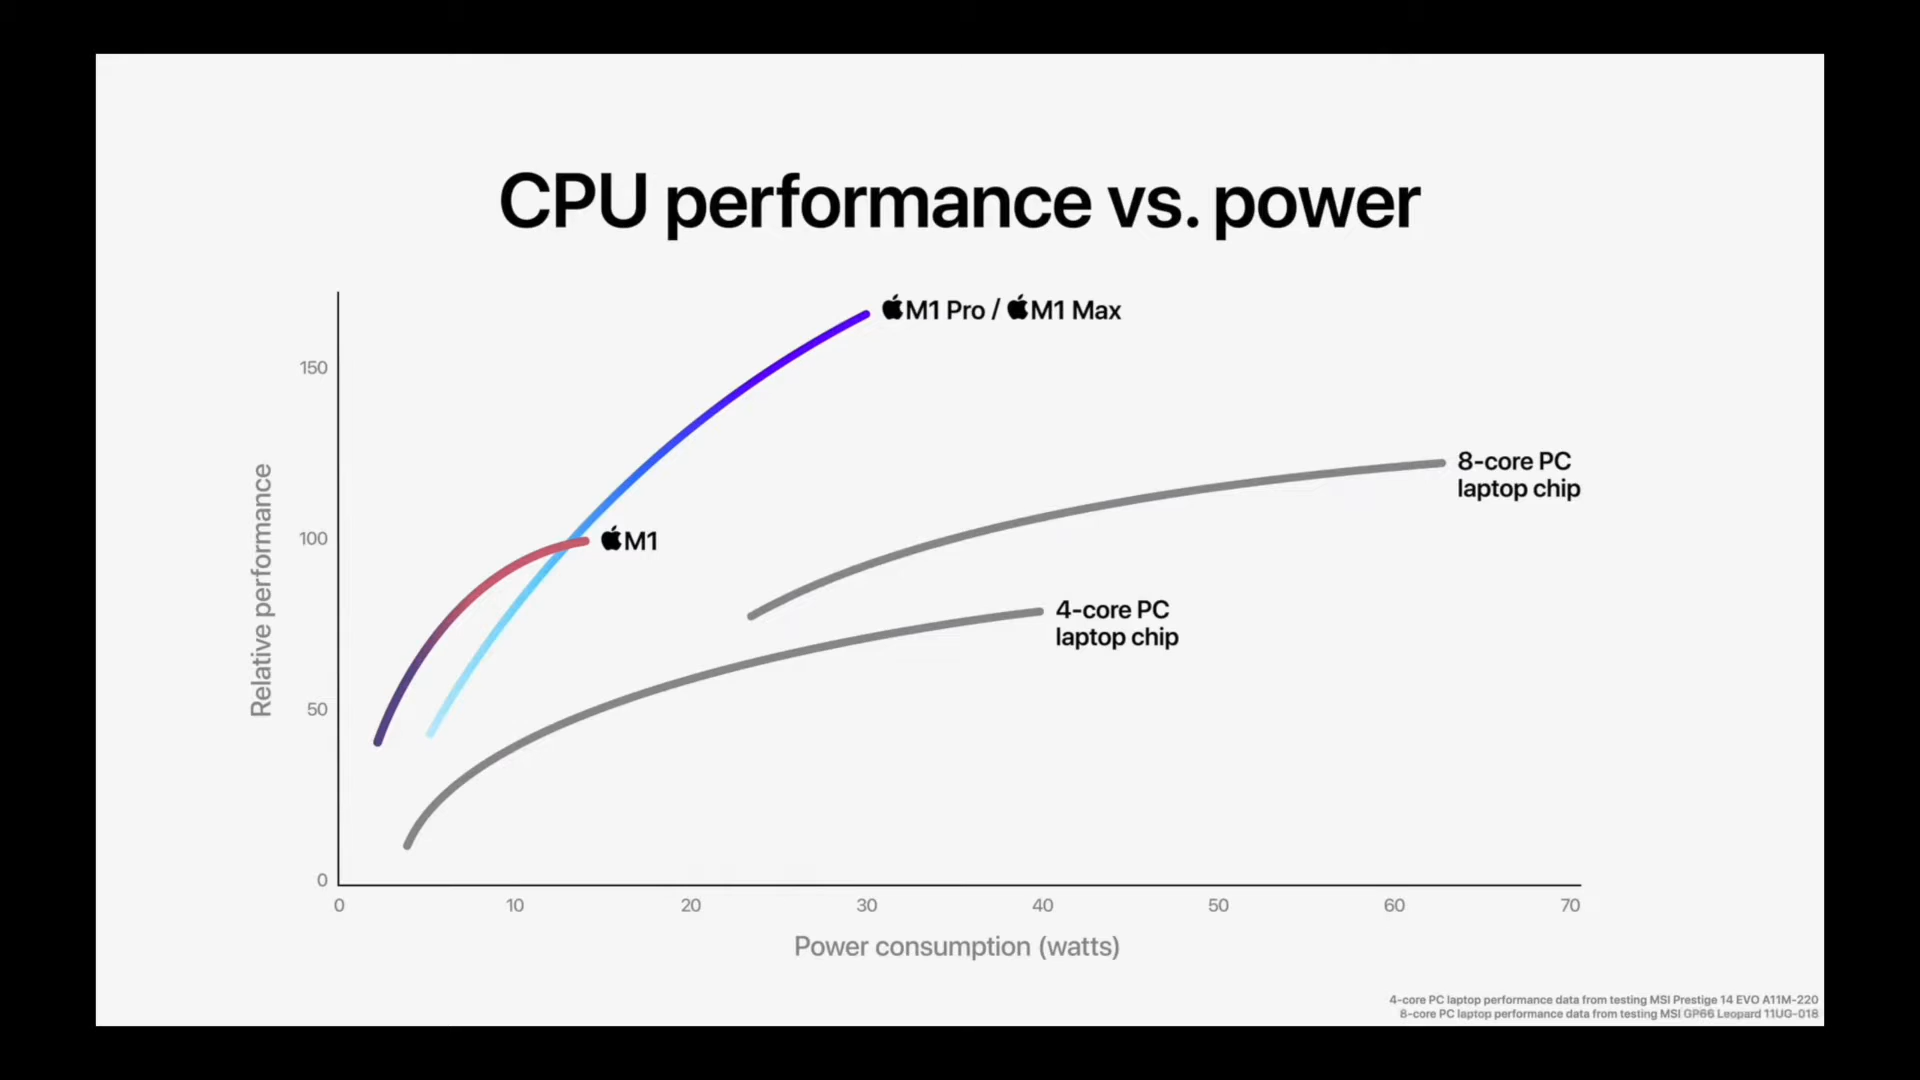 CPU performance vs. power
M1 Pro / M1 Max
150
8-core PC
laptop chip
Relative performance
100
M1
4-core PC
laptop chip
50
0
0 10 20 30 40 50 60 70
Power consumption (watts)
4-core PC laptop performance data from testing MSI Prestige 14 EVO A11M-220
8-core PC laptop performance data from testing MSI GP66 Leopard 11UG-018